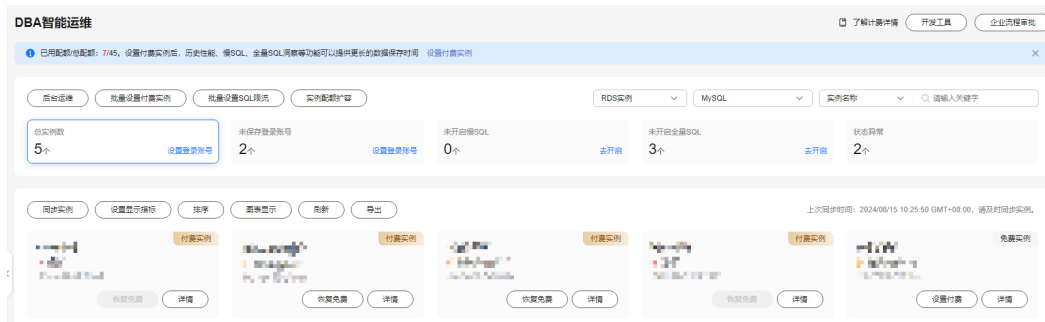 DBA智能运维
了解计费详情 开发工具 企业流程审批
已用配额/总配额：7/45。设置付费实例后，历史性能、慢SQL、全量SQL洞察等功能可以提供更长的数据保存时间 设置付费实例
后台运维 批量设置付费实例 批量设置SQL限流 实例配额扩容 RDS实例 MySQL 实例名称 请输入关键字
总实例数 未保存登录账号 未开启慢SQL 未开启全量SQL 状态异常
5个 设置登录账号 2个 设置登录账号 0个 去开启 3个 去开启 2个
同步实例 设置显示指标 排序 图表显示 刷新 导出 上次同步时间：2024/08/15 10:25:50 GMT+08:00，请及时同步实例。
付费实例 付费实例 付费实例 付费实例 免费实例
恢复免费 详情 恢复免费 详情 恢复免费 详情 恢复免费 详情 设置付费 详情